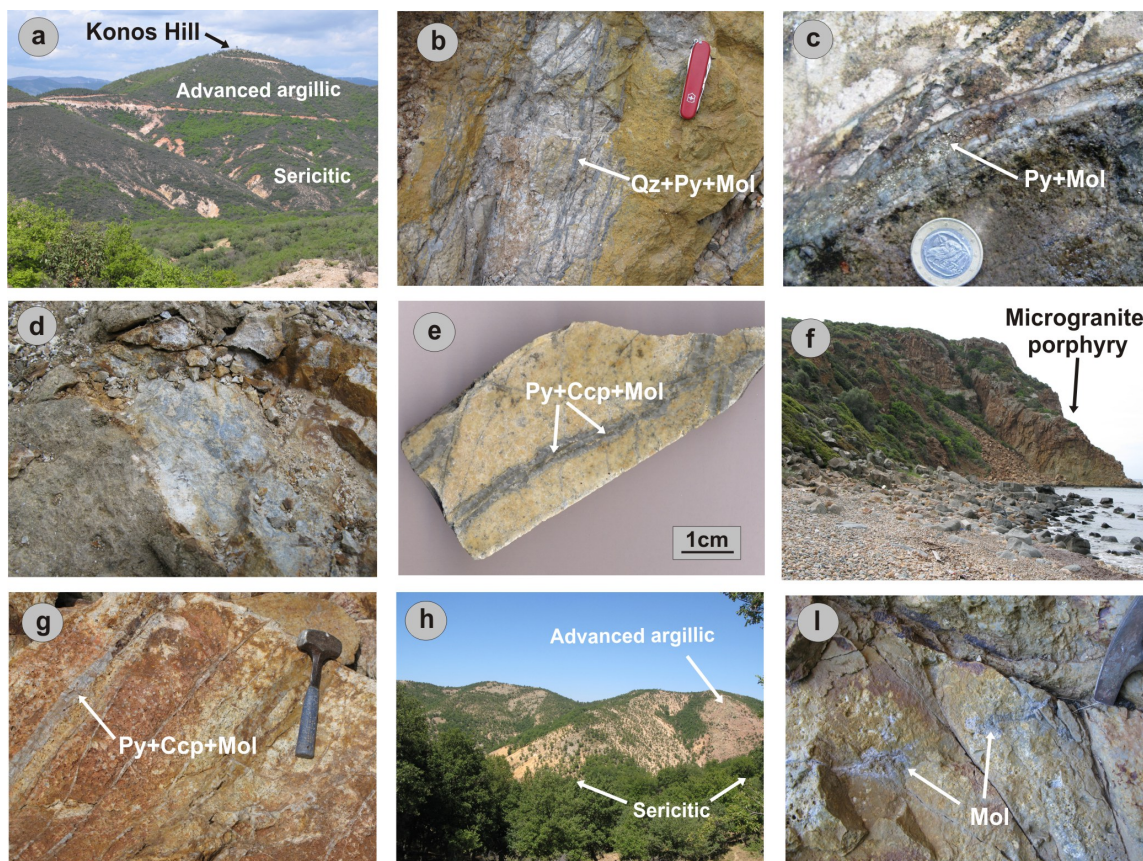 a
Konos Hill
Advanced argillic
Sericitic
b
Qz+Py+Mol
c
Py+Mol
d
e
Py+Ccp+Mol
1cm
f
Microgranite
porphyry
g
Py+Ccp+Mol
h
Advanced argillic
Sericitic
I
Mol